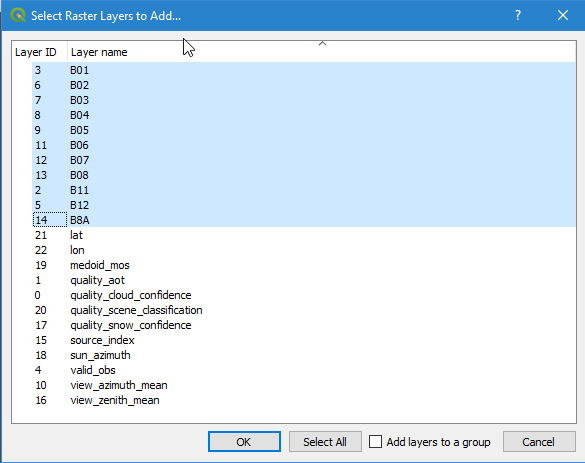 Select Raster Layers to Add...
Layer ID Layer name
3 B01
6 B02
7 B03
8 B04
9 B05
11 B06
12 B07
13 B08
2 B11
5 B12
14 B8A
21 lat
22 lon
19 medoid_mos
1 quality_aot
0 quality_cloud_confidence
20 quality_scene_classification
17 quality_snow_confidence
15 source_index
18 sun_azimuth
4 valid_obs
10 view_azimuth_mean
16 view_zenith_mean
OK Select All Add layers to a group Cancel